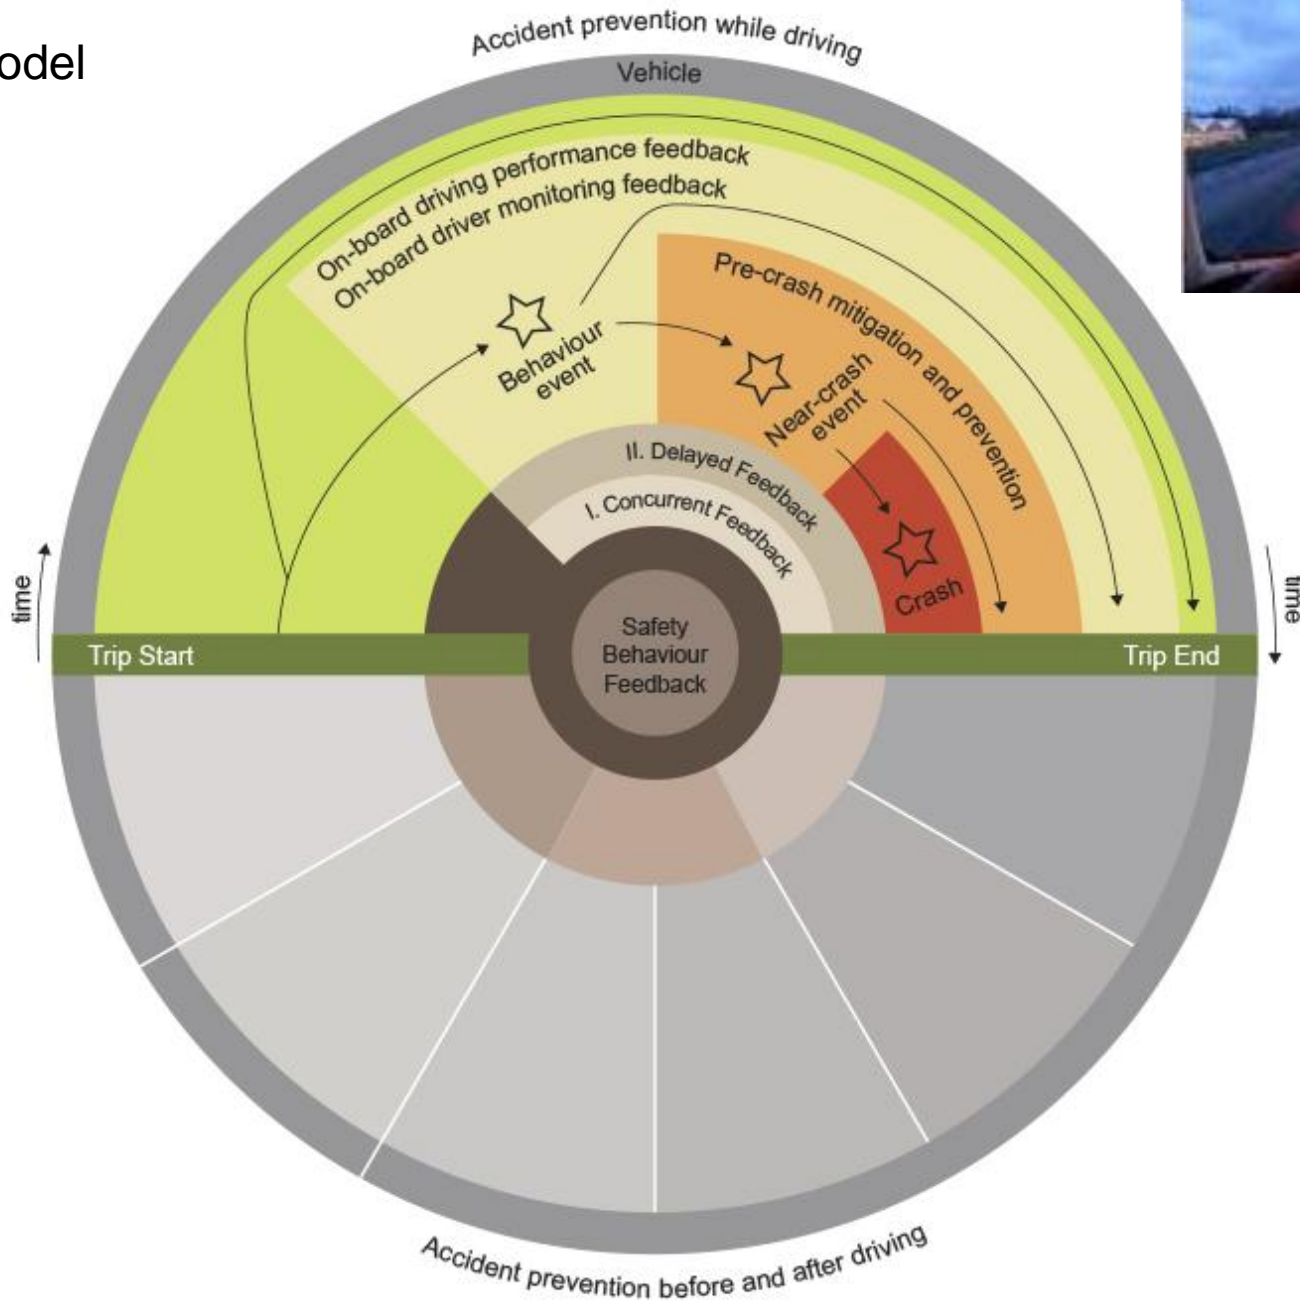 odel
Accident prevention while driving
Vehicle
On-board driving performance feedback
On-board driver monitoring feedback
Pre-crash mitigation and prevention
Behaviour
event
Near-crash
event
II. Delayed Feedback
I. Concurrent Feedback
Crash
time
time
Safety
Behaviour
Feedback
Trip Start
Trip End
Accident prevention before and after driving